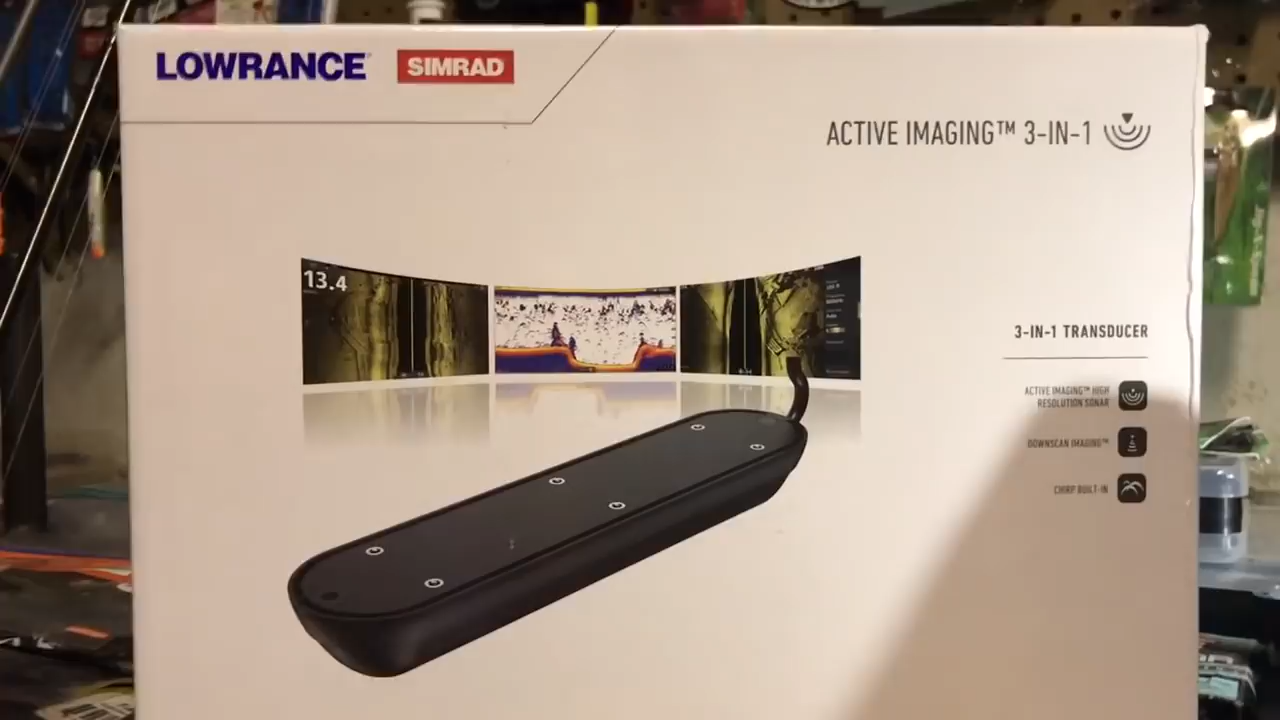 LOWRANCE
SIMRAD
ACTIVE IMAGING™ 3-IN-1
13.4
3-IN-1 TRANSDUCER
ACTIVE IMAGING™ HIGH
RESOLUTION SONAR
DOWNSCAN IMAGING™
CHIRP BUILT-IN